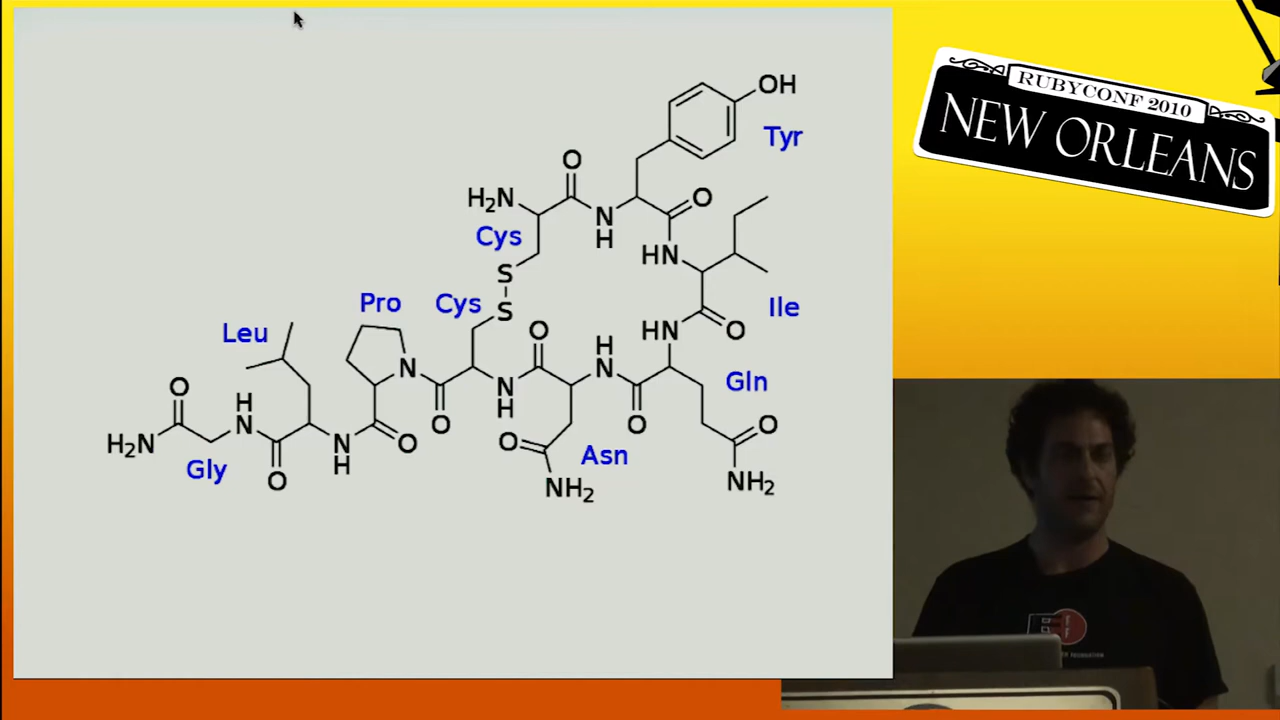 RUBYCONF 2010
NEW ORLEANS
OH
Tyr
O
H₂N
N
H
O
Cys
HN
S
Ile
Cys
S
Pro
O
HN
O
Leu
H
N
N
Gln
O
H
N
N
H
O
O
O
H₂N
N
H
O
O
Asn
Gly
O
NH₂
NH₂